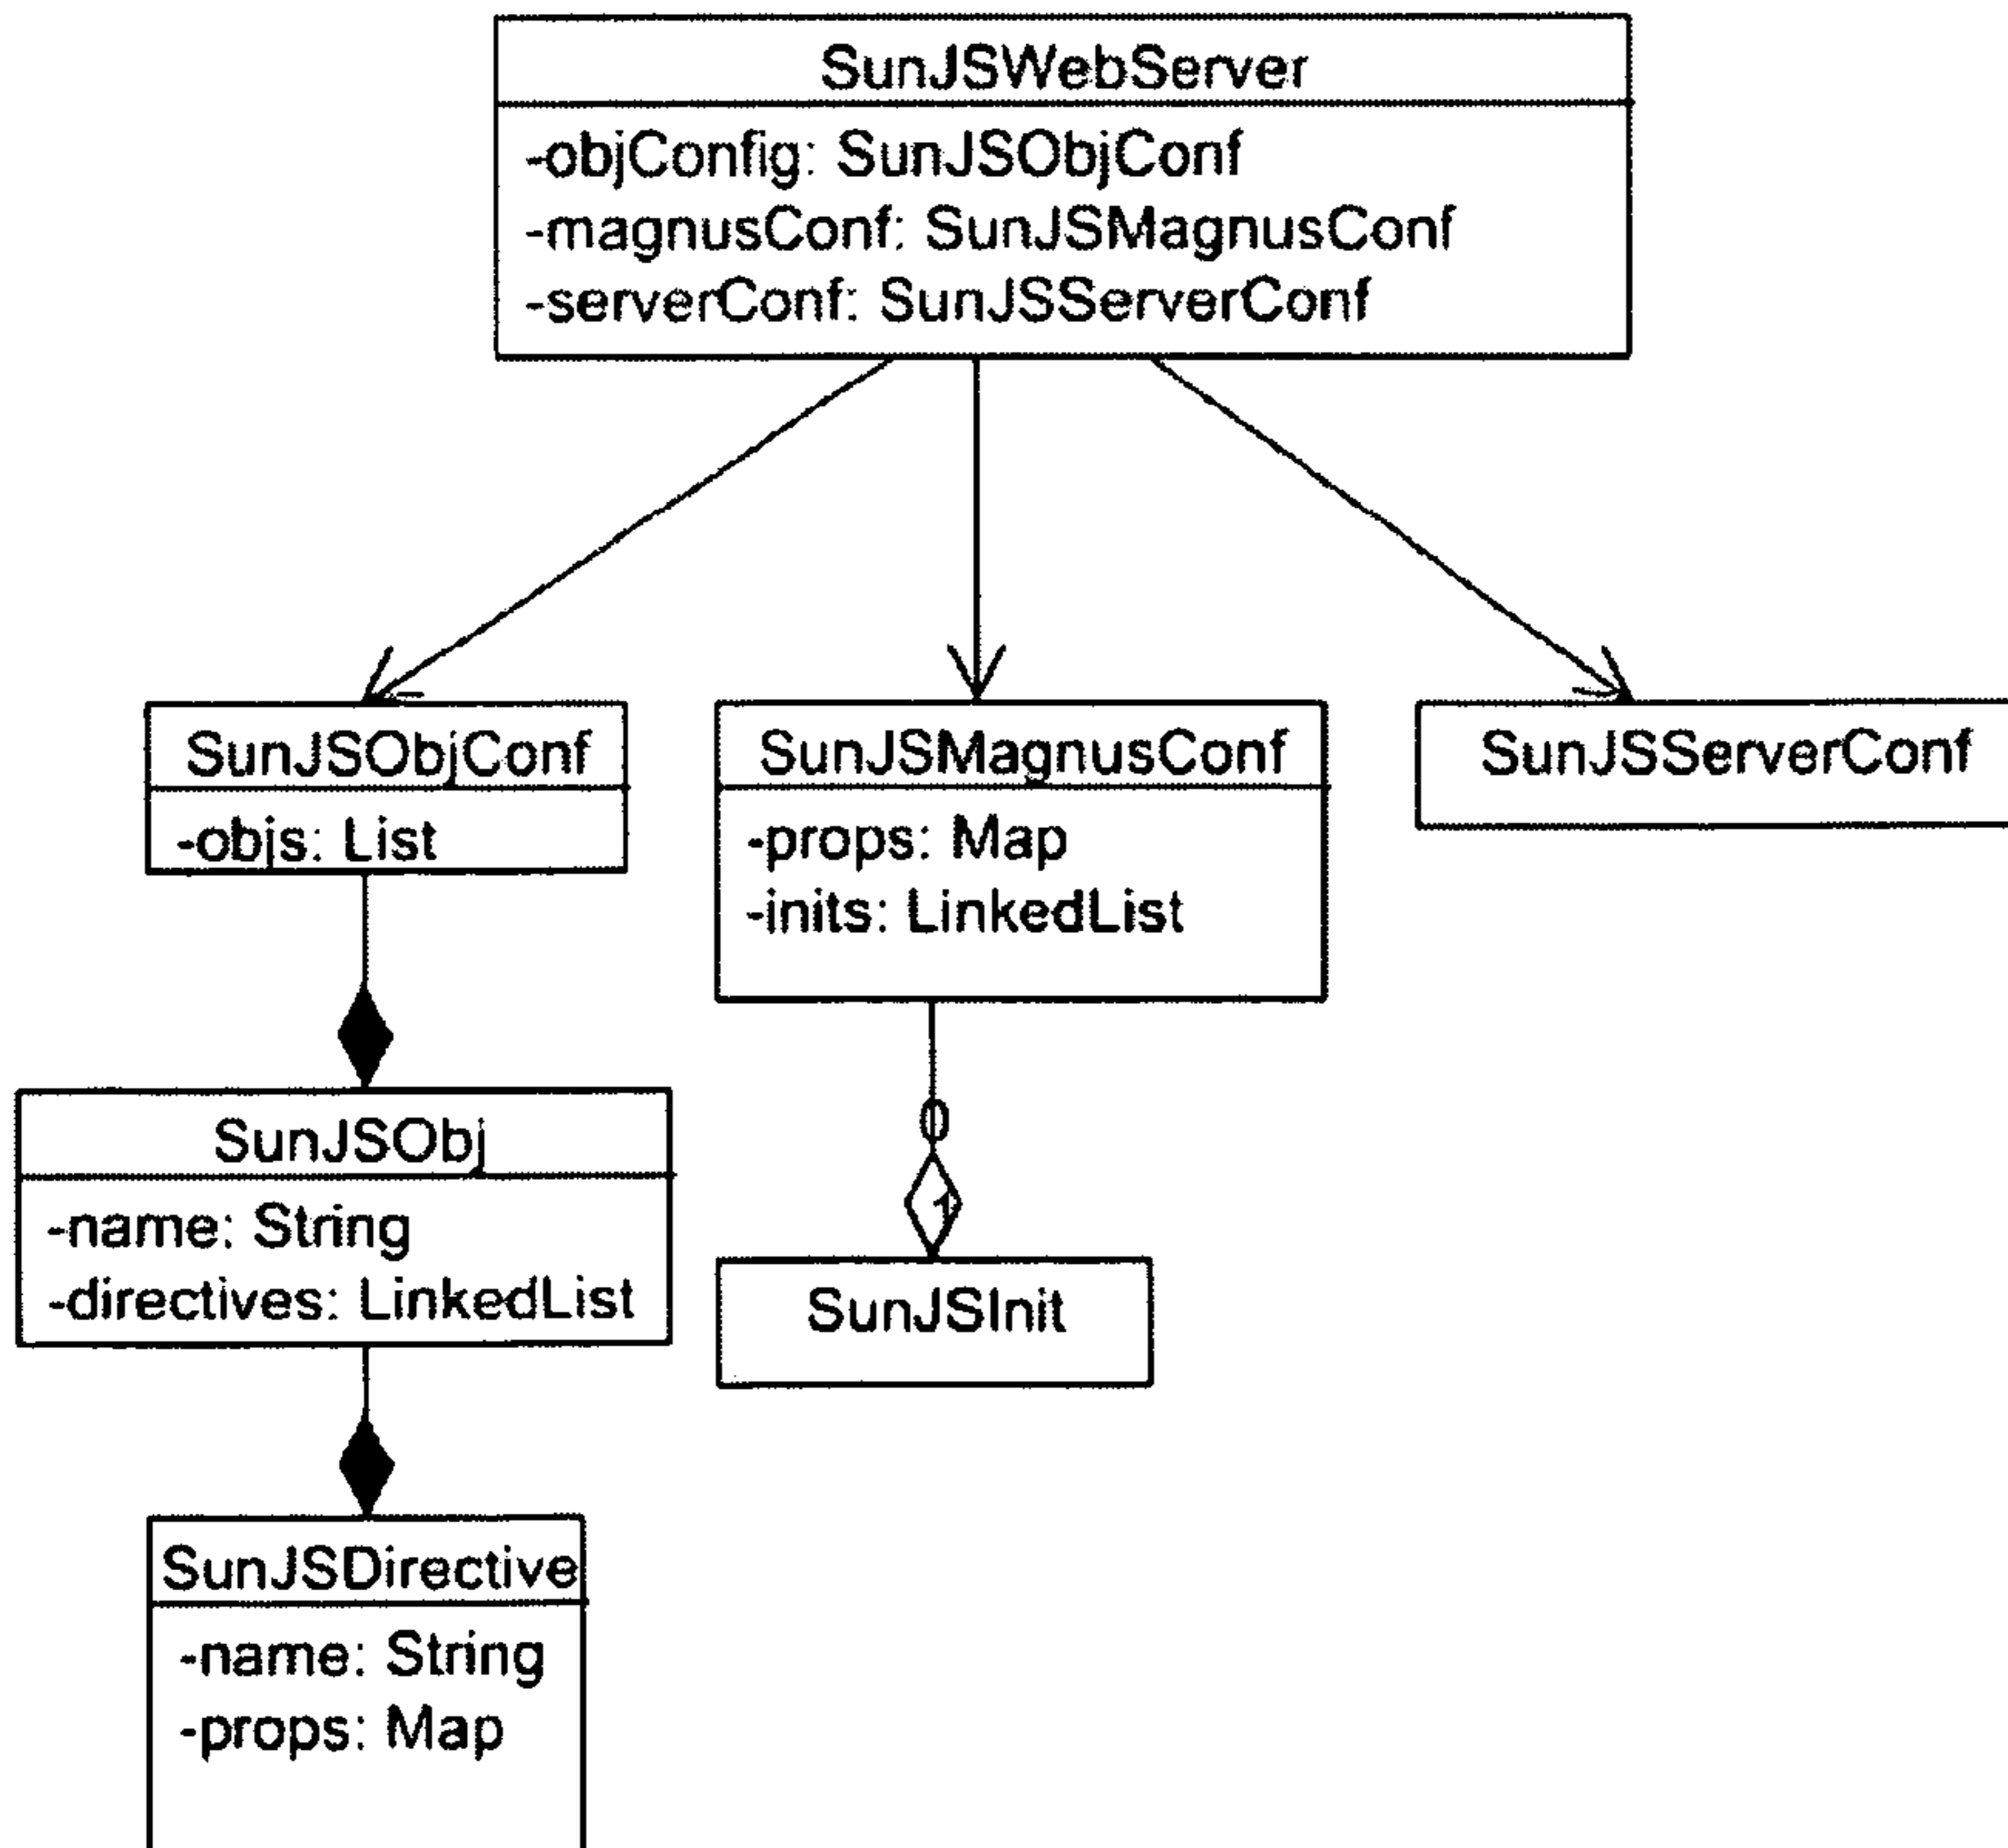 SunJSWebServer
-objConfig: SunJSObjConf
-magnusConf: SunJSMagnusConf
-serverConf: SunJSServerConf
SunJSObjConf
-objs: List
SunJSMagnusConf
-props: Map
-inits: LinkedList
SunJSServerConf
SunJSObj
-name: String
-directives: LinkedList
0
1
SunJSInit
SunJSDirective
-name: String
-props: Map